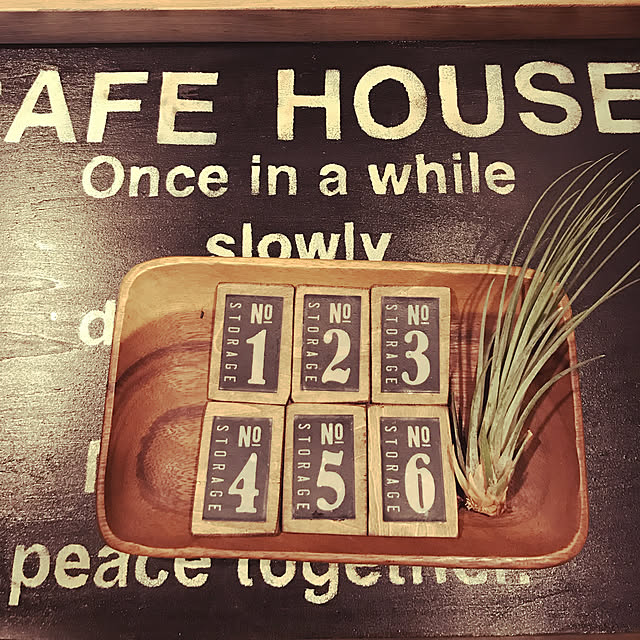 AFE HOUSE
Once in a while
slowly
d
No STORAGE 1
No STORAGE 2
No STORAGE 3
No STORAGE 4
No STORAGE 5
No STORAGE 6
peace together.